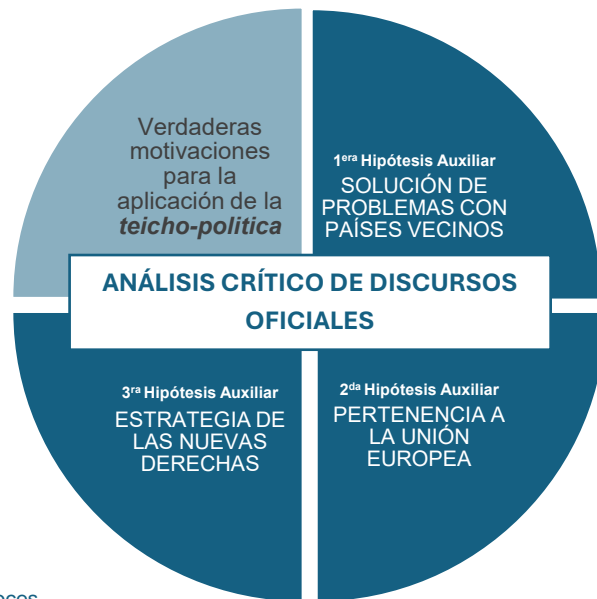 Verdaderas
motivaciones
para la
aplicación de la
teicho-politica
1era Hipótesis Auxiliar
SOLUCIÓN DE
PROBLEMAS CON
PAÍSES VECINOS
ANÁLISIS CRÍTICO DE DISCURSOS
OFICIALES
3ra Hipótesis Auxiliar
ESTRATEGIA DE
LAS NUEVAS
DERECHAS
2da Hipótesis Auxiliar
PERTENENCIA A
LA UNIÓN
EUROPEA